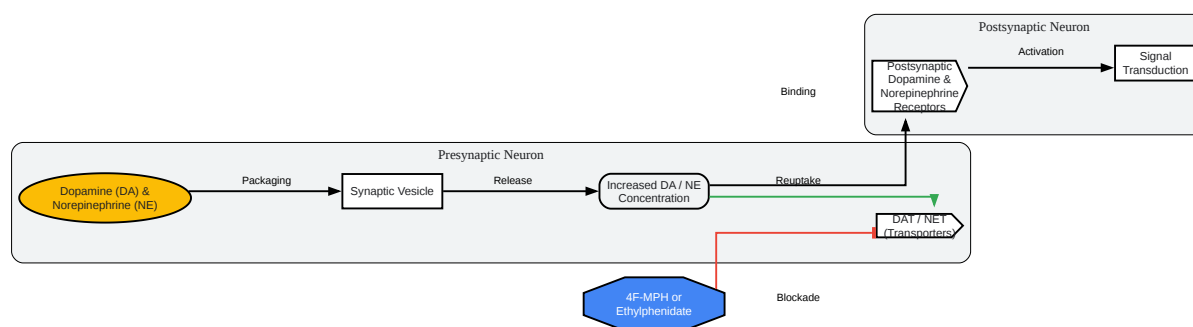 Postsynaptic Neuron
Activation
Signal
Transduction
Postsynaptic
Dopamine &
Norepinephrine
Receptors
Binding
Presynaptic Neuron
Dopamine (DA) &
Norepinephrine (NE)
Packaging
Synaptic Vesicle
Release
Increased DA / NE
Concentration
Reuptake
DAT / NET
(Transporters)
4F-MPH or
Ethylphenidate
Blockade